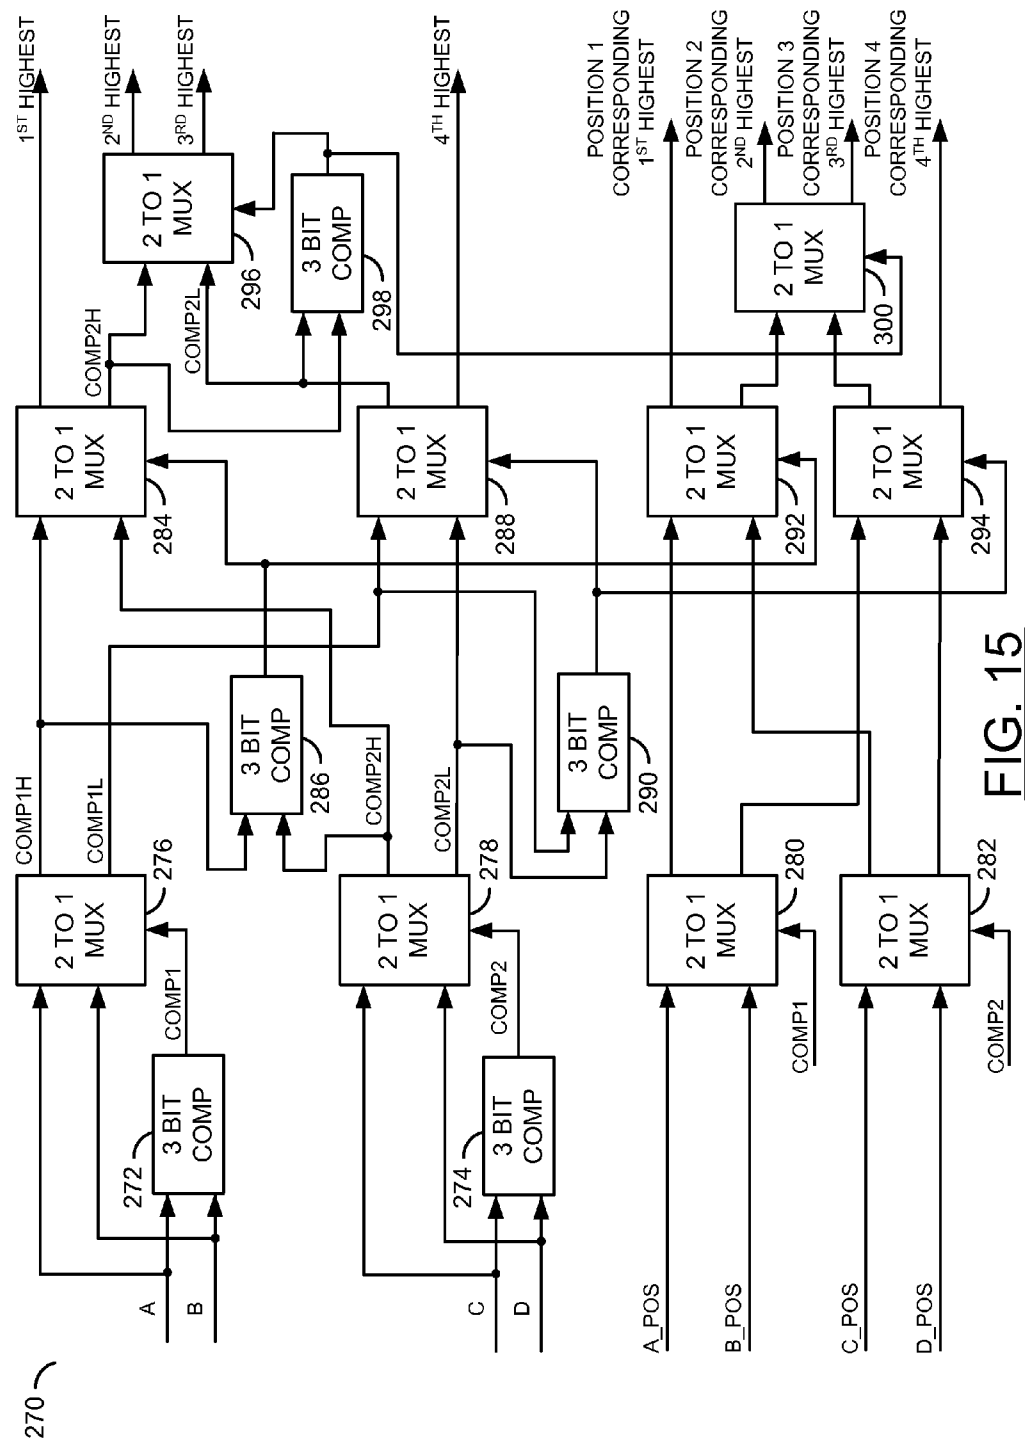 1ST HIGHEST
2ND HIGHEST
3RD HIGHEST
4TH HIGHEST
POSITION 1
CORRESPONDING
1ST HIGHEST
POSITION 2
CORRESPONDING
2ND HIGHEST
POSITION 3
CORRESPONDING
3RD HIGHEST
POSITION 4
CORRESPONDING
4TH HIGHEST
2 TO 1
MUX
296
3 BIT
COMP
298
2 TO 1
MUX
300
COMP2H
COMP2L
2 TO 1
MUX
284
2 TO 1
MUX
288
2 TO 1
MUX
292
2 TO 1
MUX
294
3 BIT
COMP
286
3 BIT
COMP
290
COMP1H
COMP1L
COMP2H
COMP2L
2 TO 1
MUX
276
2 TO 1
MUX
278
2 TO 1
MUX
280
2 TO 1
MUX
282
COMP1
COMP2
COMP1
COMP2
272
3 BIT
COMP
274
3 BIT
COMP
A
B
C
D
A_POS
B_POS
C_POS
D_POS
270
FIG. 15